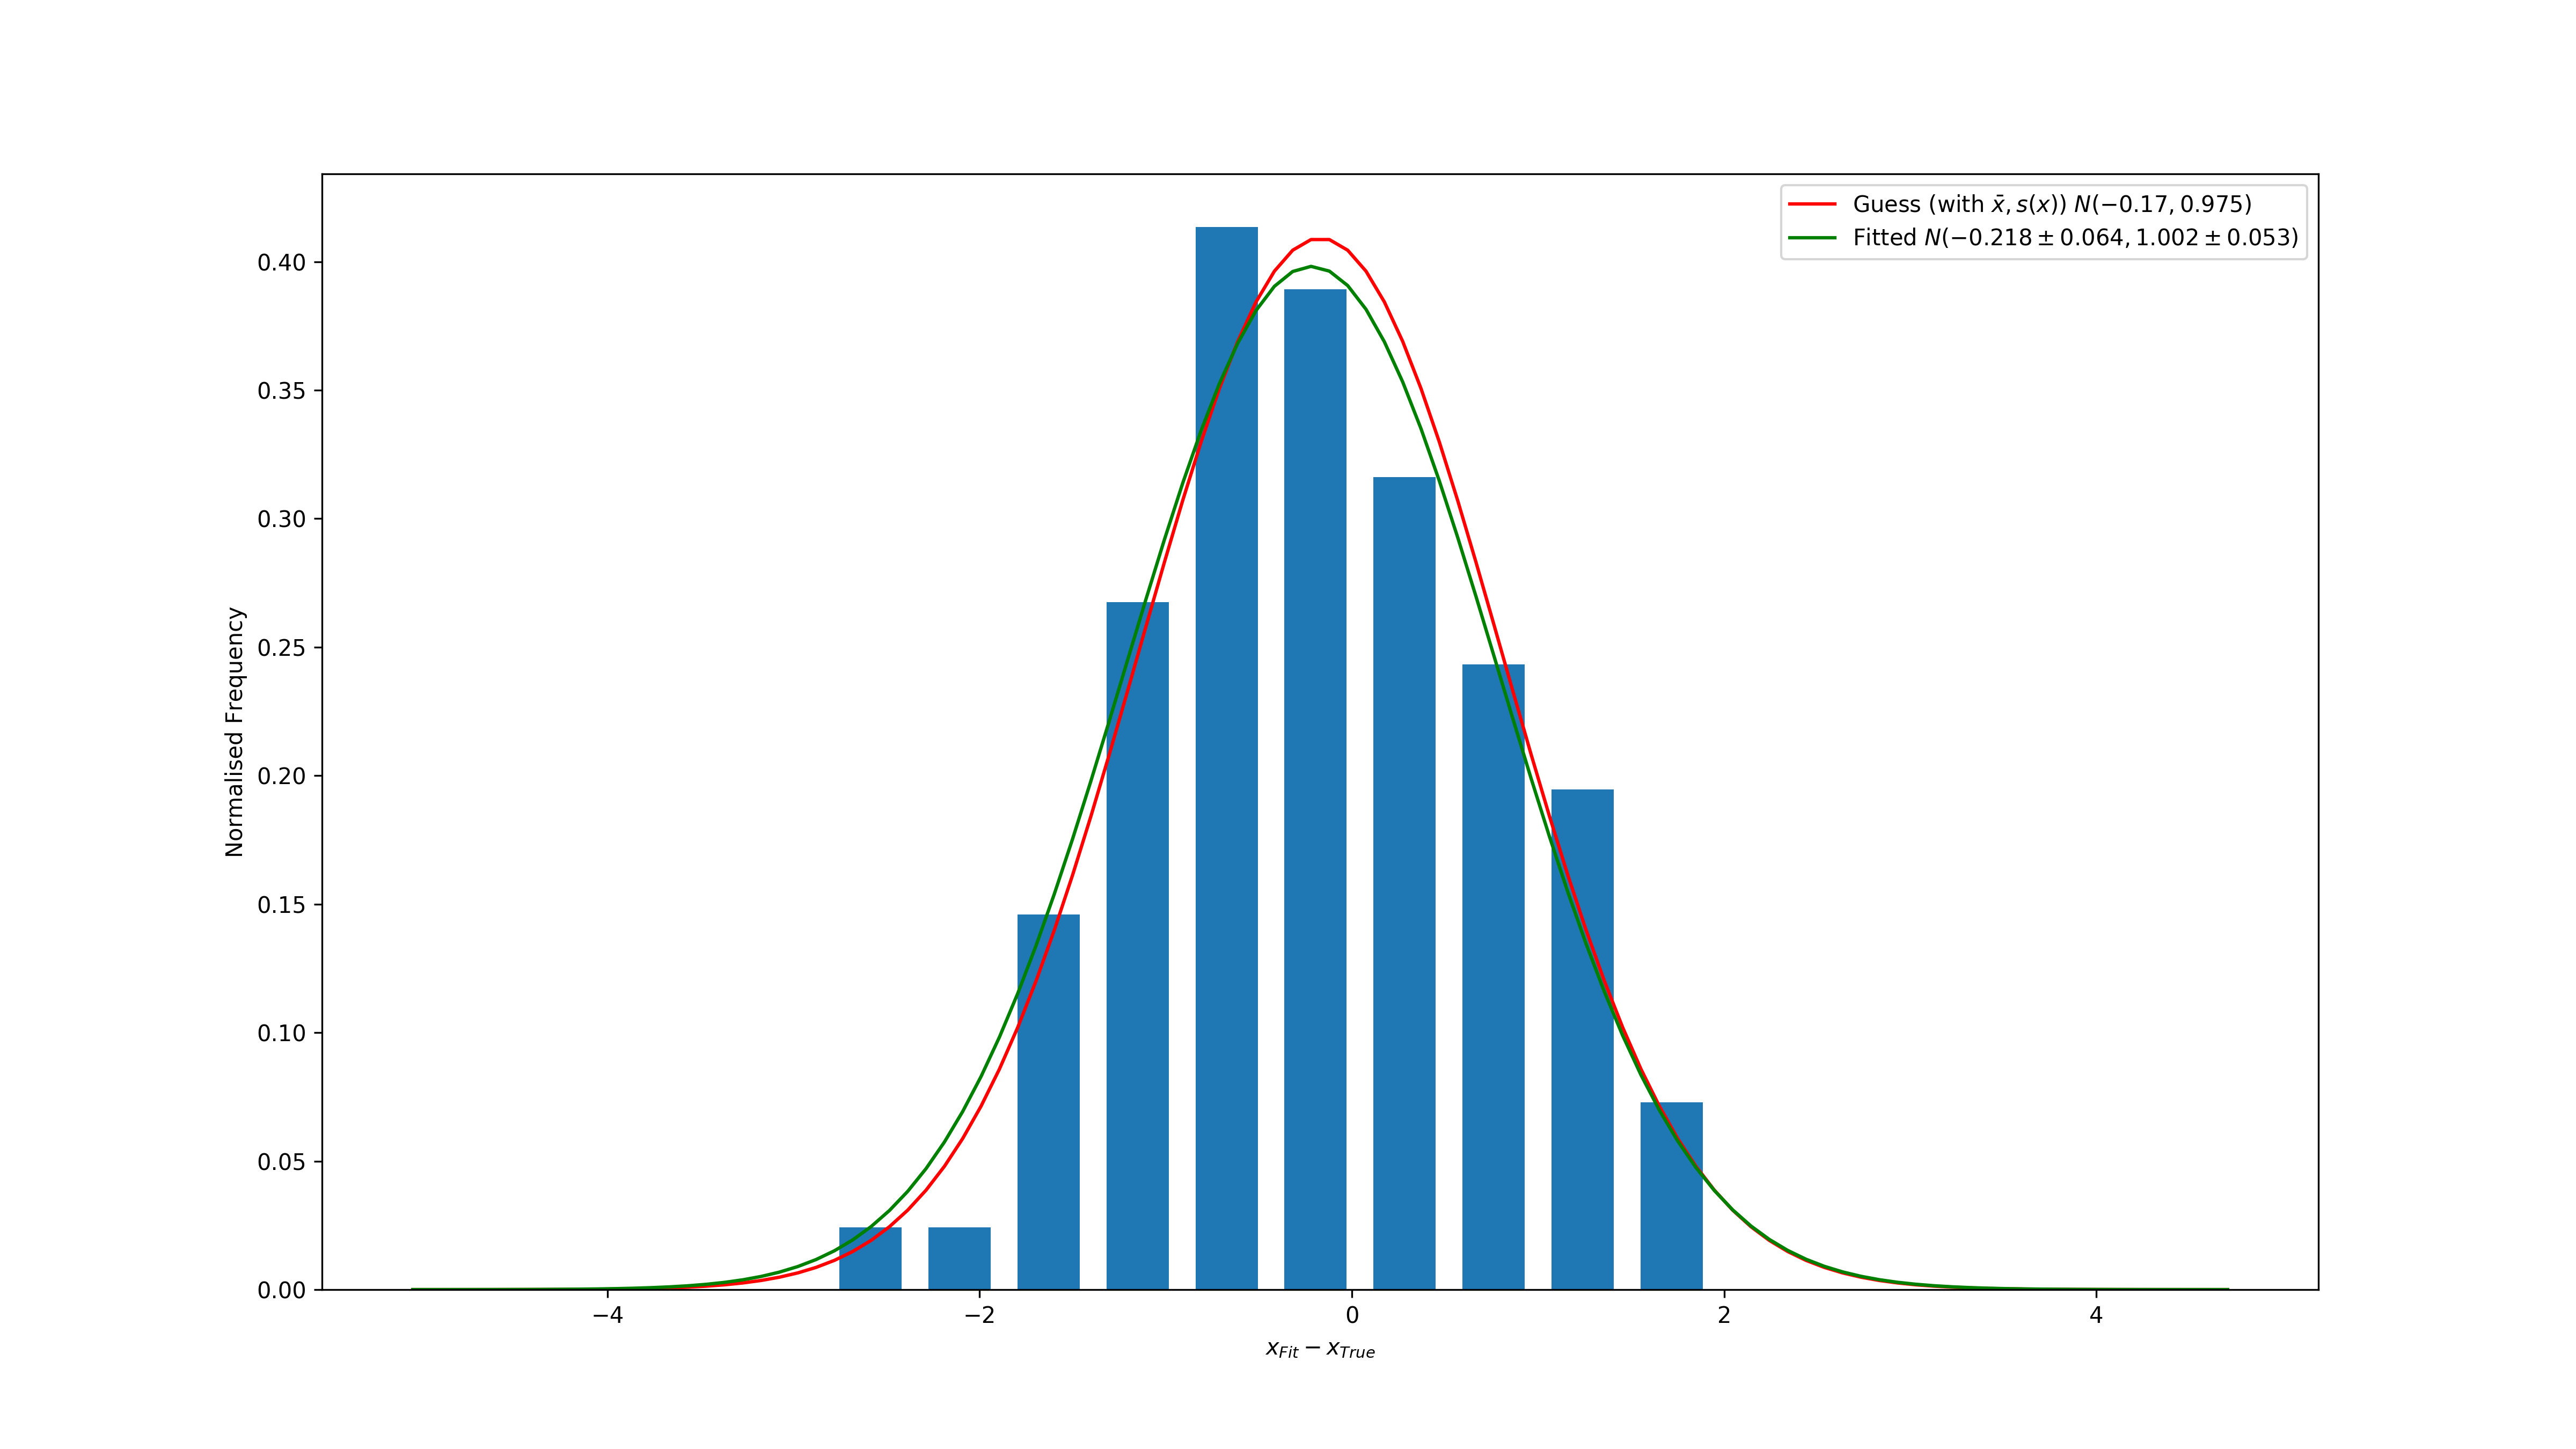 Guess (with x̄, s(x)) N(−0.17, 0.975)
Fitted N(−0.218 ± 0.064, 1.002 ± 0.053)
0.40
0.35
0.30
0.25
0.20
0.15
0.10
0.05
0.00
Normalised Frequency
−4 −2 0 2 4
x_Fit − x_True